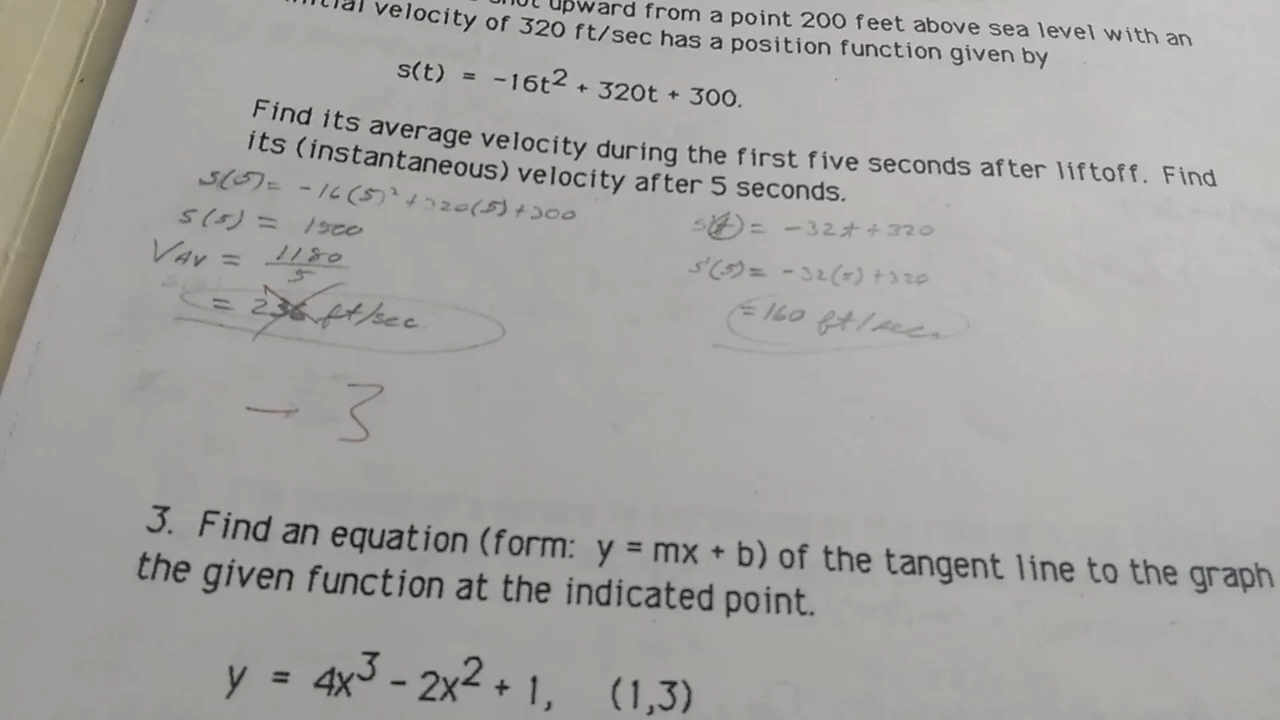 upward from a point 200 feet above sea level with an
velocity of 320 ft/sec has a position function given by
s(t) = -16t² + 320t + 300.
Find its average velocity during the first five seconds after liftoff. Find
its (instantaneous) velocity after 5 seconds.
s(5) = -16(5)² + 320(5) + 300
s(5) = 1500
VAV = 1180/5
= 236 ft/sec
s'(t) = -32t + 320
s'(5) = -32(5) + 320
= 160 ft/sec
- 3
3. Find an equation (form: y = mx + b) of the tangent line to the graph
the given function at the indicated point.
y = 4x³ - 2x² + 1, (1,3)